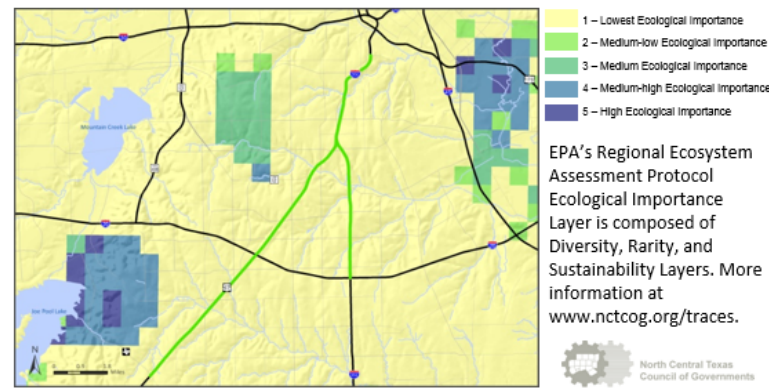 1 – Lowest Ecological Importance
2 – Medium-low Ecological Importance
3 – Medium Ecological Importance
4 – Medium-high Ecological Importance
5 – High Ecological Importance
EPA's Regional Ecosystem
Assessment Protocol
Ecological Importance
Layer is composed of
Diversity, Rarity, and
Sustainability Layers. More
information at
www.nctcog.org/traces.
North Central Texas
Council of Governments
Mountain Creek Lake
Joe Pool Lake
N
Miles